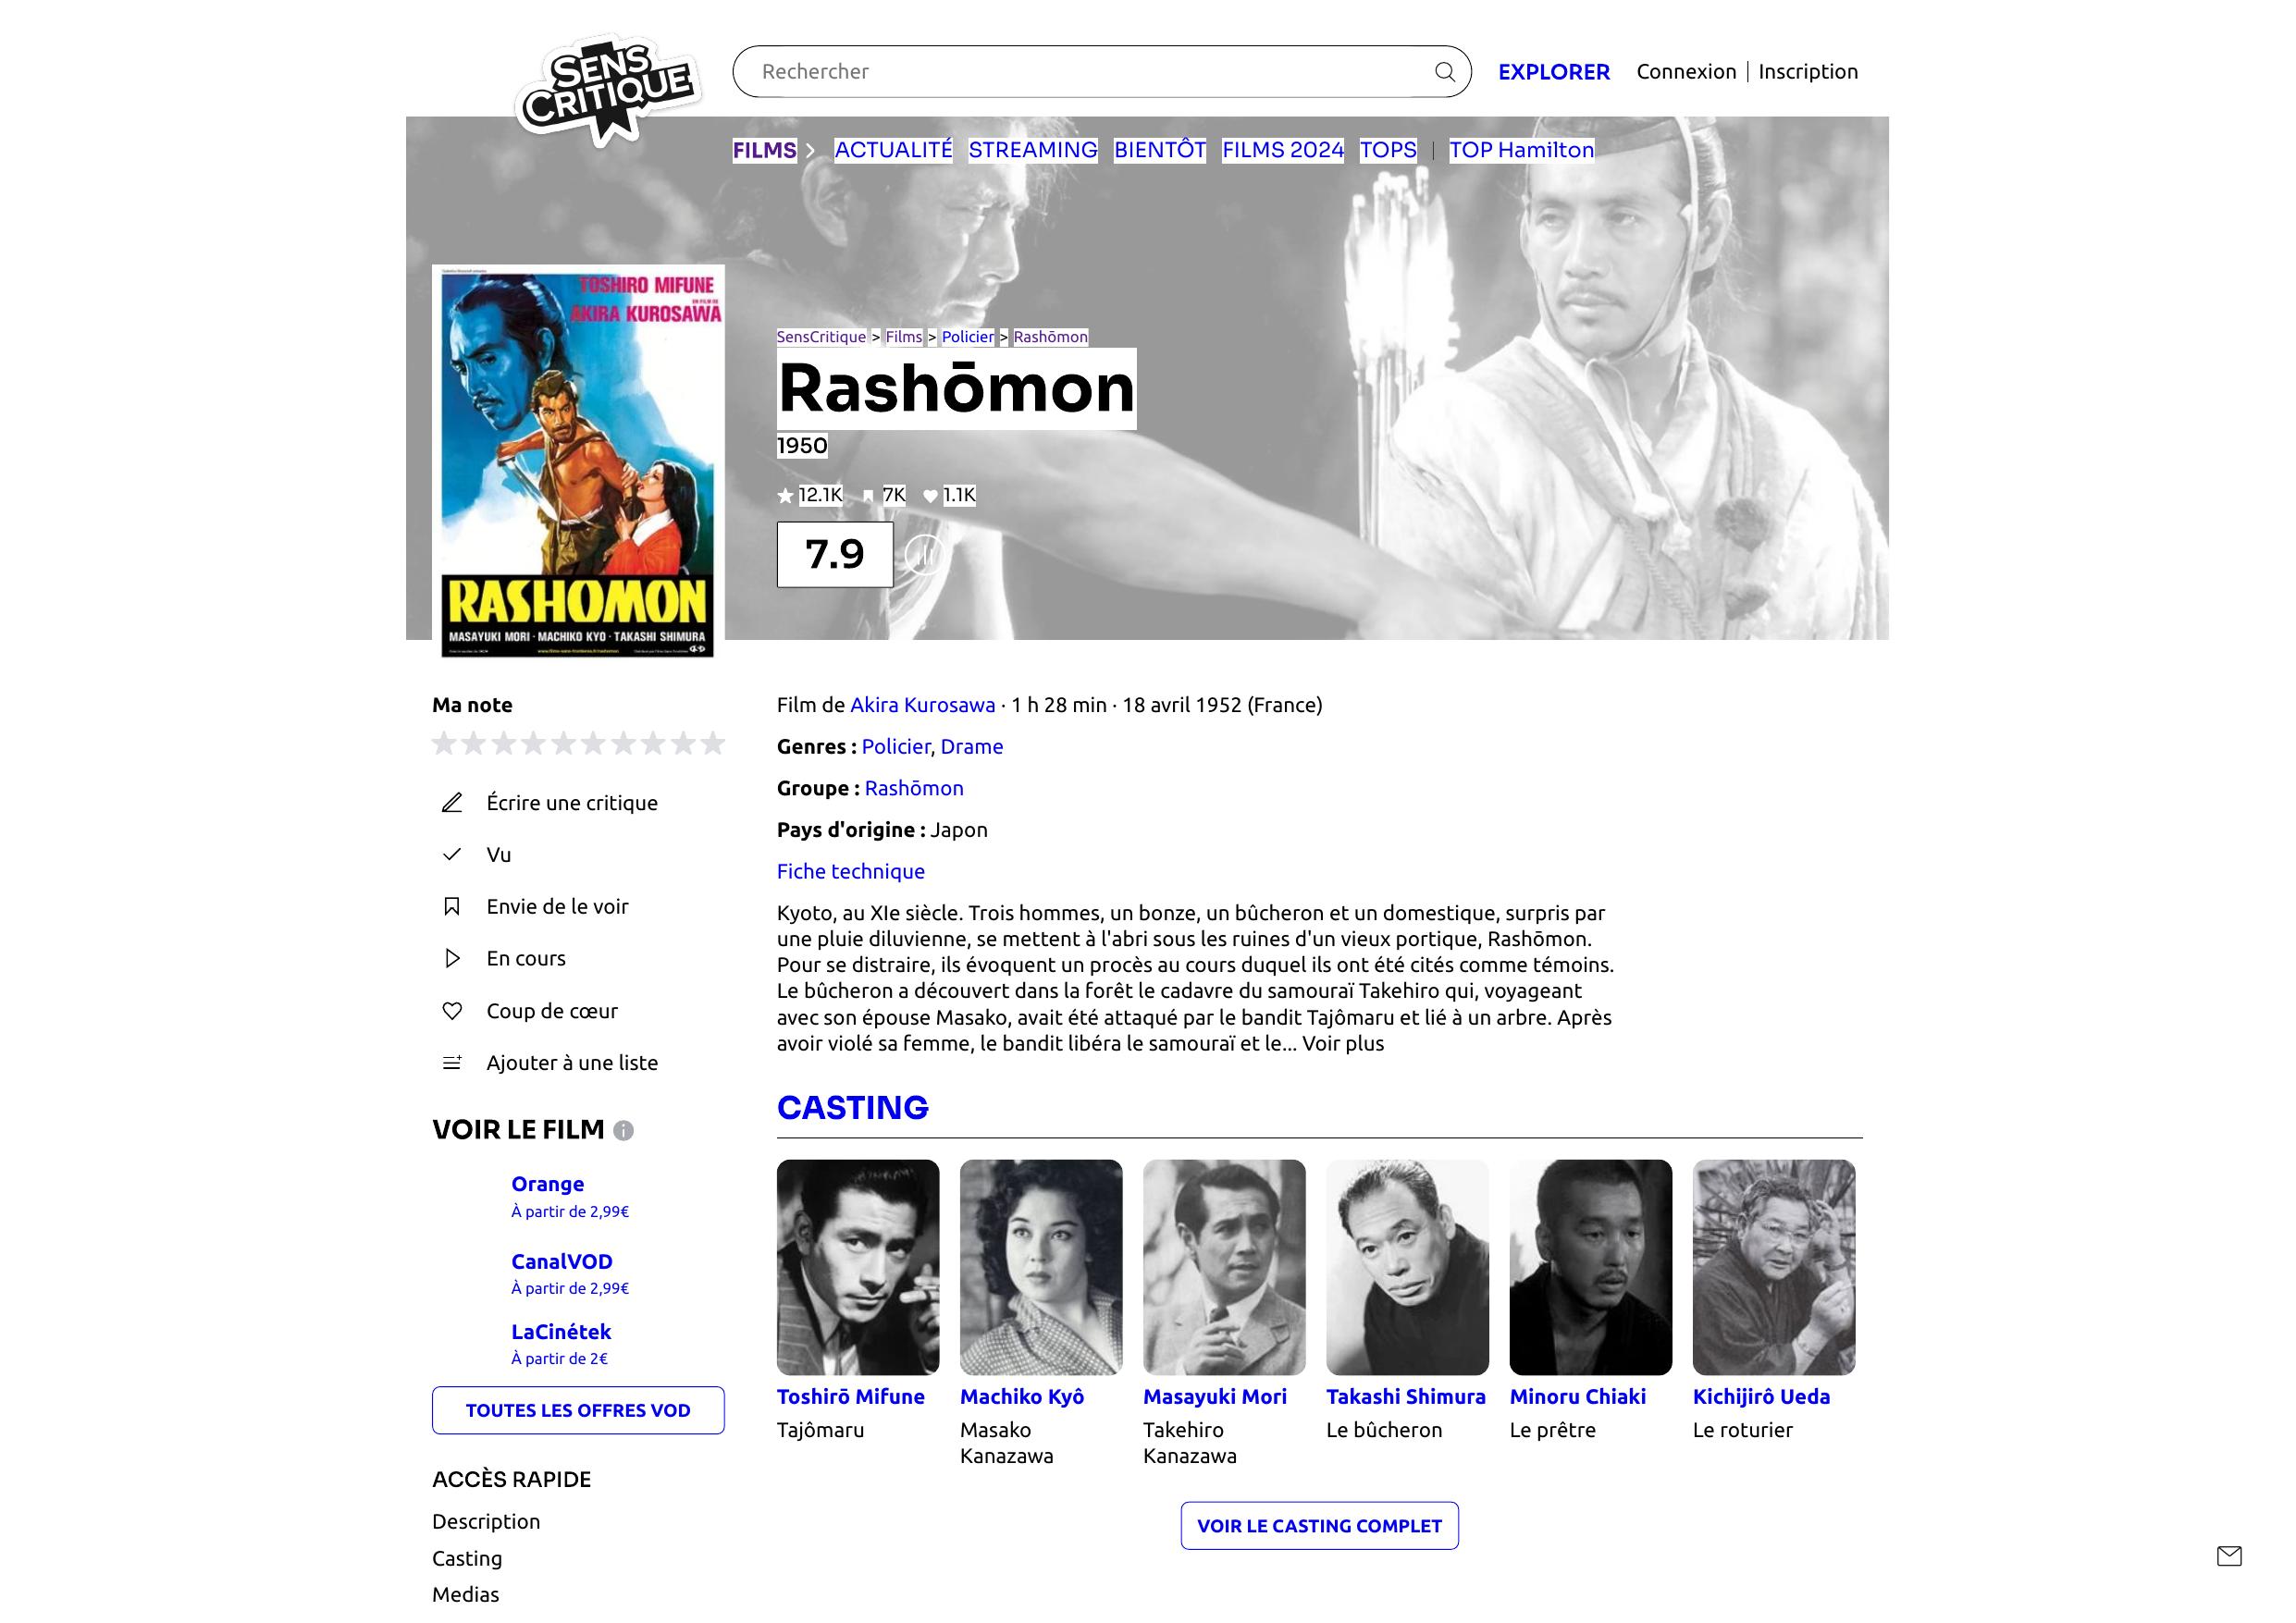 SENS
CRITIQUE
Rechercher
EXPLORER
Connexion | Inscription
FILMS
ACTUALITÉ
STREAMING
BIENTÔT
FILMS 2024
TOPS
TOP Hamilton
TOSHIRO MIFUNE
AKIRA KUROSAWA
RASHOMON
MASAYUKI MORI · MACHIKO KYO · TAKASHI SHIMURA
SensCritique > Films > Policier > Rashōmon
Rashōmon
1950
12.1K 7K 1.1K
7.9
Ma note
Écrire une critique
Vu
Envie de le voir
En cours
Coup de cœur
Ajouter à une liste
VOIR LE FILM
Orange
À partir de 2,99€
CanalVOD
À partir de 2,99€
LaCinétek
À partir de 2€
TOUTES LES OFFRES VOD
ACCÈS RAPIDE
Description
Casting
Medias
Film de Akira Kurosawa · 1 h 28 min · 18 avril 1952 (France)
Genres : Policier, Drame
Groupe : Rashōmon
Pays d'origine : Japon
Fiche technique
Kyoto, au XIe siècle. Trois hommes, un bonze, un bûcheron et un domestique, surpris par
une pluie diluvienne, se mettent à l'abri sous les ruines d'un vieux portique, Rashōmon.
Pour se distraire, ils évoquent un procès au cours duquel ils ont été cités comme témoins.
Le bûcheron a découvert dans la forêt le cadavre du samouraï Takehiro qui, voyageant
avec son épouse Masako, avait été attaqué par le bandit Tajômaru et lié à un arbre. Après
avoir violé sa femme, le bandit libéra le samouraï et le... Voir plus
CASTING
Toshirō Mifune
Tajômaru
Machiko Kyô
Masako
Kanazawa
Masayuki Mori
Takehiro
Kanazawa
Takashi Shimura
Le bûcheron
Minoru Chiaki
Le prêtre
Kichijirô Ueda
Le roturier
VOIR LE CASTING COMPLET